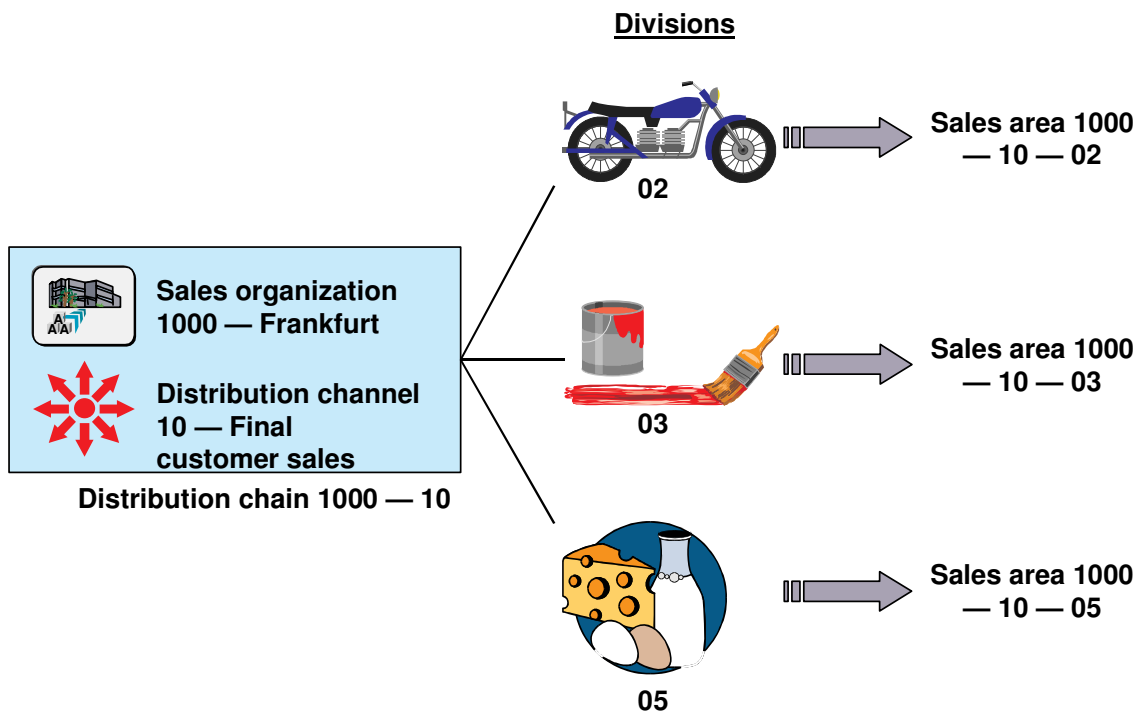 Divisions
02
Sales area 1000
— 10 — 02
Sales organization
1000 — Frankfurt
A
A A
Distribution channel
10 — Final
customer sales
Distribution chain 1000 — 10
03
Sales area 1000
— 10 — 03
05
Sales area 1000
— 10 — 05